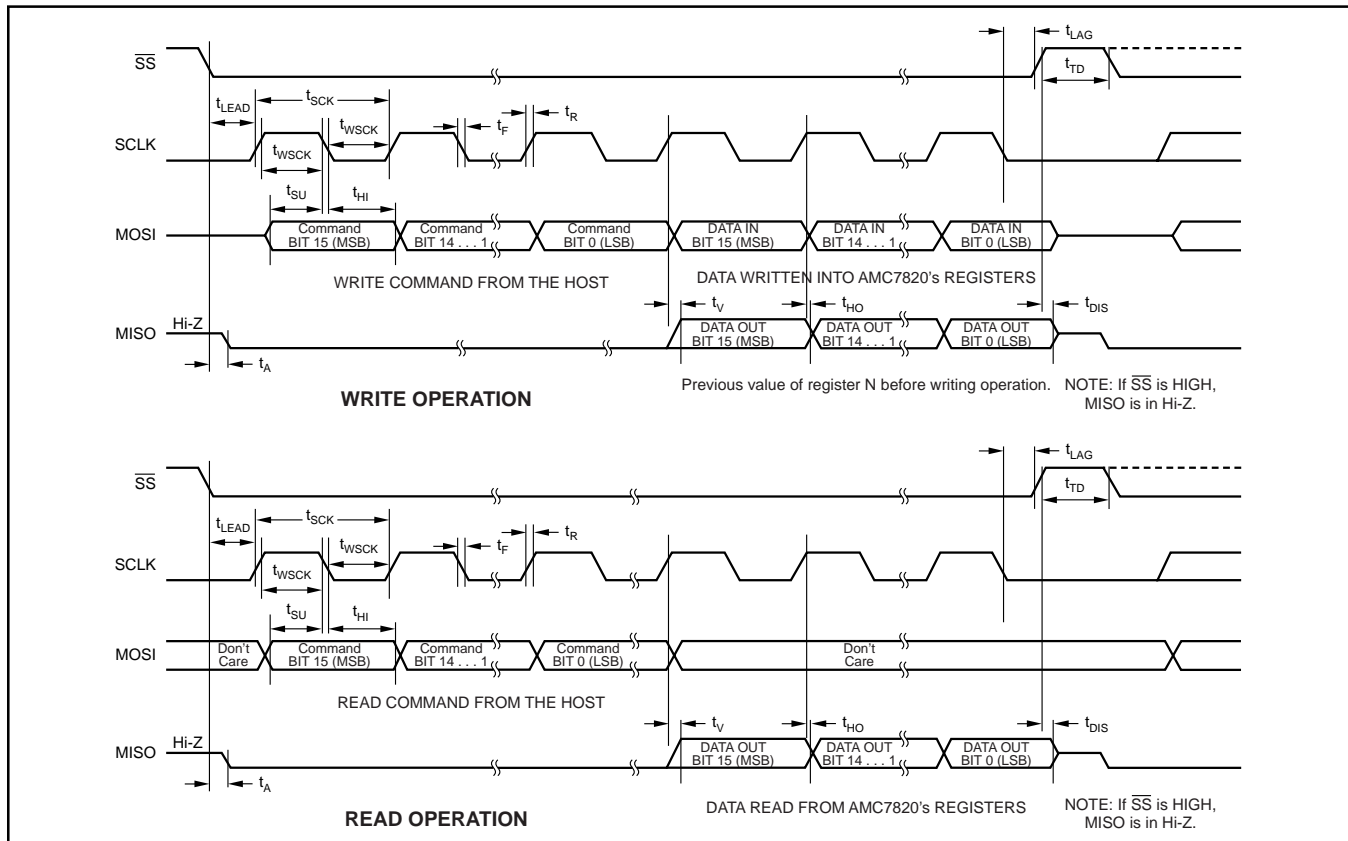 SS
tLAG
tTD
tLEAD
tSCK
tWSCK
tF
tR
SCLK
tWSCK
tSU
tHI
MOSI
Command BIT 15 (MSB)
Command BIT 14 . . . 1
Command BIT 0 (LSB)
DATA IN BIT 15 (MSB)
DATA IN BIT 14 . . . 1
DATA IN BIT 0 (LSB)
WRITE COMMAND FROM THE HOST
DATA WRITTEN INTO AMC7820's REGISTERS
tV
tHO
tDIS
MISO
Hi-Z
DATA OUT BIT 15 (MSB)
DATA OUT BIT 14 . . . 1
DATA OUT BIT 0 (LSB)
tA
Previous value of register N before writing operation.
NOTE: If SS is HIGH,
MISO is in Hi-Z.
WRITE OPERATION
SS
tLAG
tTD
tLEAD
tSCK
tWSCK
tF
tR
SCLK
tWSCK
tSU
tHI
MOSI
Don't Care
Command BIT 15 (MSB)
Command BIT 14 . . . 1
Command BIT 0 (LSB)
Don't Care
READ COMMAND FROM THE HOST
tV
tHO
tDIS
MISO
Hi-Z
DATA OUT BIT 15 (MSB)
DATA OUT BIT 14 . . . 1
DATA OUT BIT 0 (LSB)
tA
DATA READ FROM AMC7820's REGISTERS
NOTE: If SS is HIGH,
MISO is in Hi-Z.
READ OPERATION